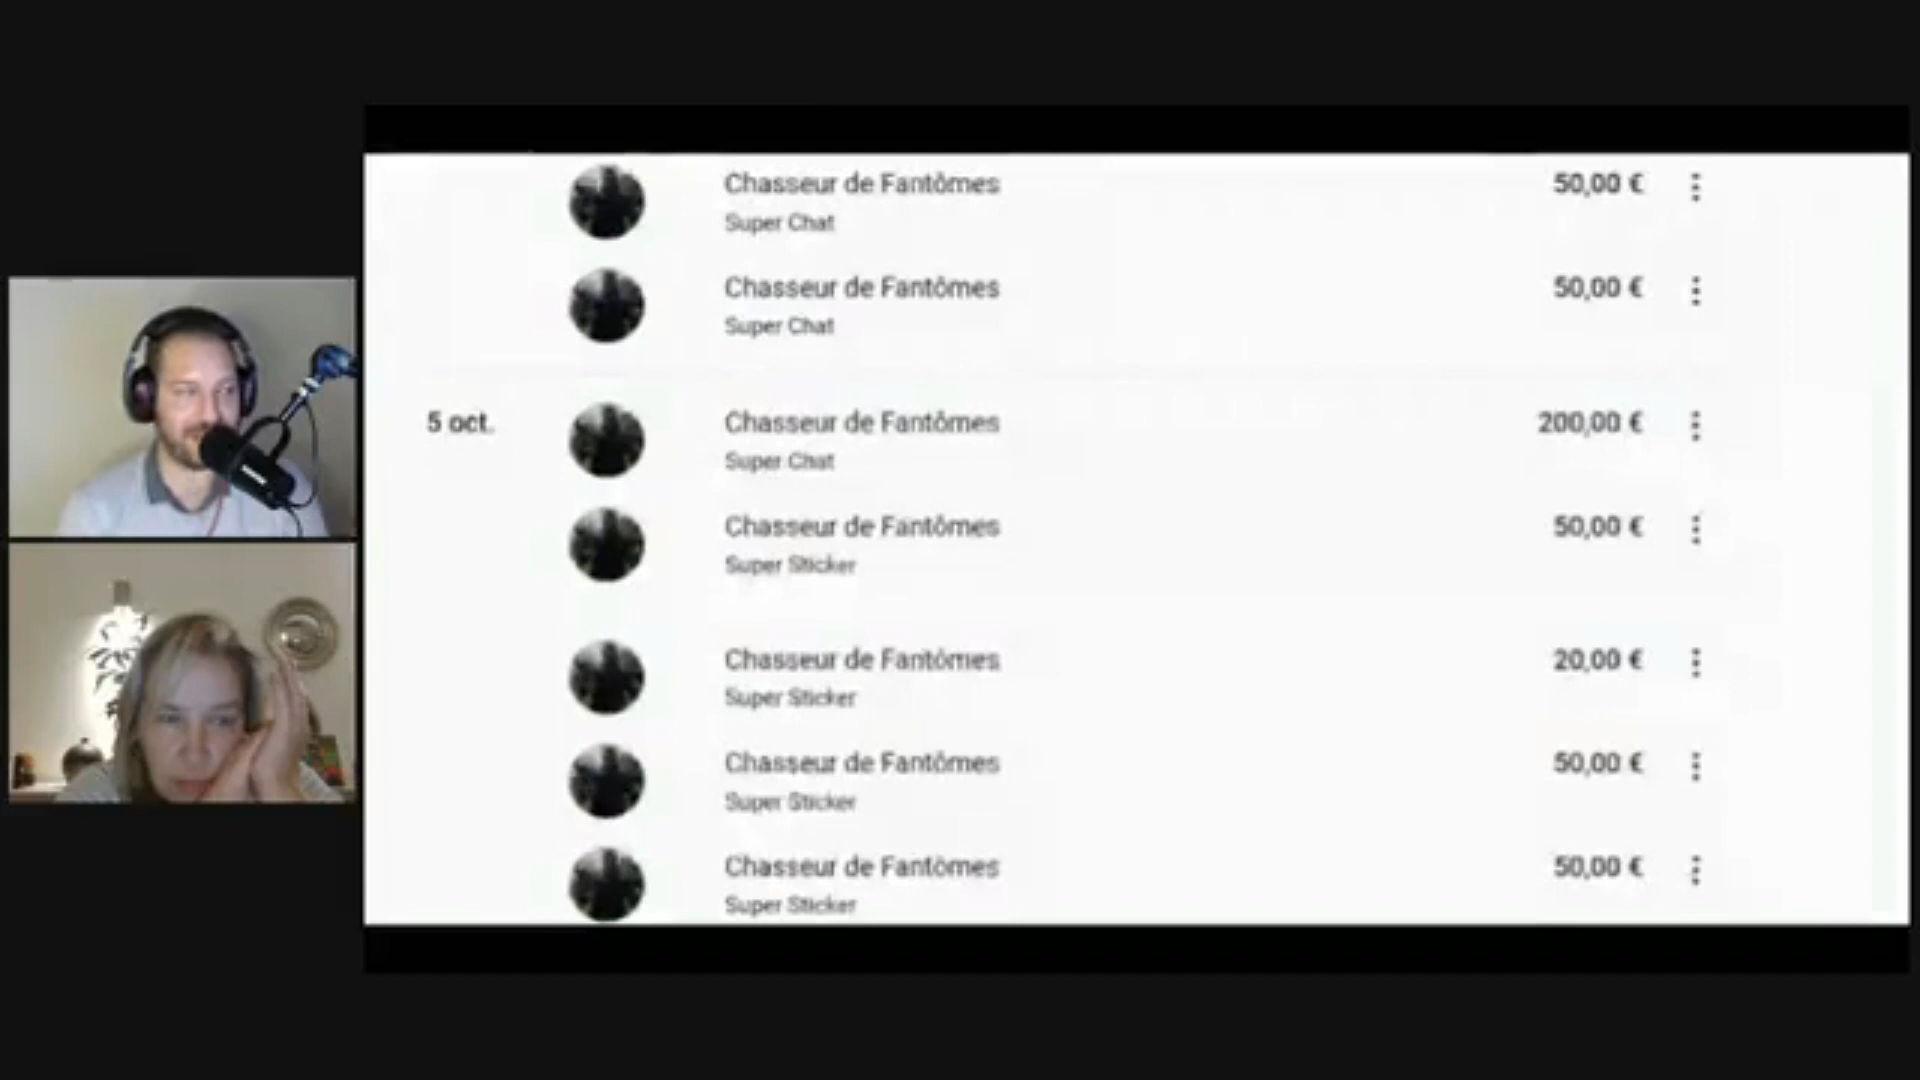 Chasseur de Fantômes 50,00 €
Super Chat
Chasseur de Fantômes 50,00 €
Super Chat
5 oct. Chasseur de Fantômes 200,00 €
Super Chat
Chasseur de Fantômes 50,00 €
Super Sticker
Chasseur de Fantômes 20,00 €
Super Sticker
Chasseur de Fantômes 50,00 €
Super Sticker
Chasseur de Fantômes 50,00 €
Super Sticker